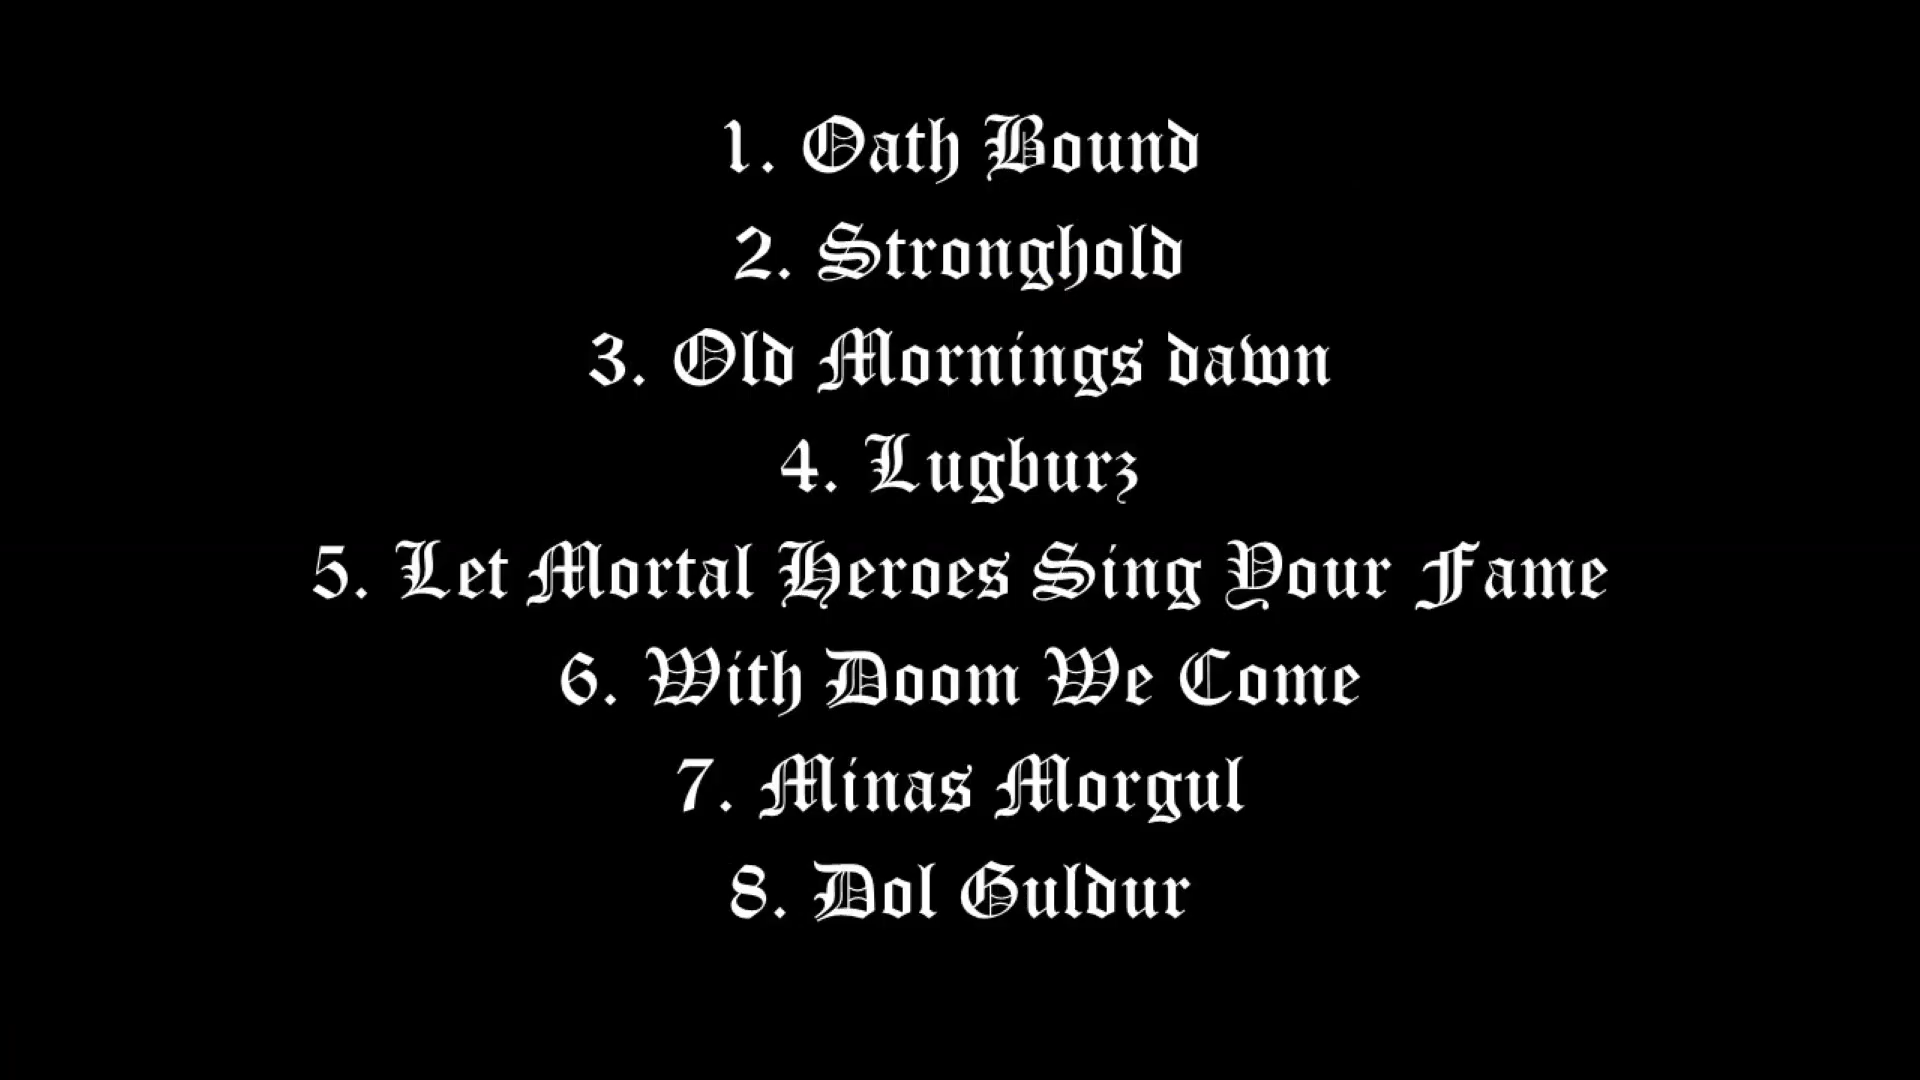 1. Oath Bound
2. Stronghold
3. Old Mornings dawn
4. Lugburz
5. Let Mortal Heroes Sing Your Fame
6. With Doom We Come
7. Minas Morgul
8. Dol Guldur